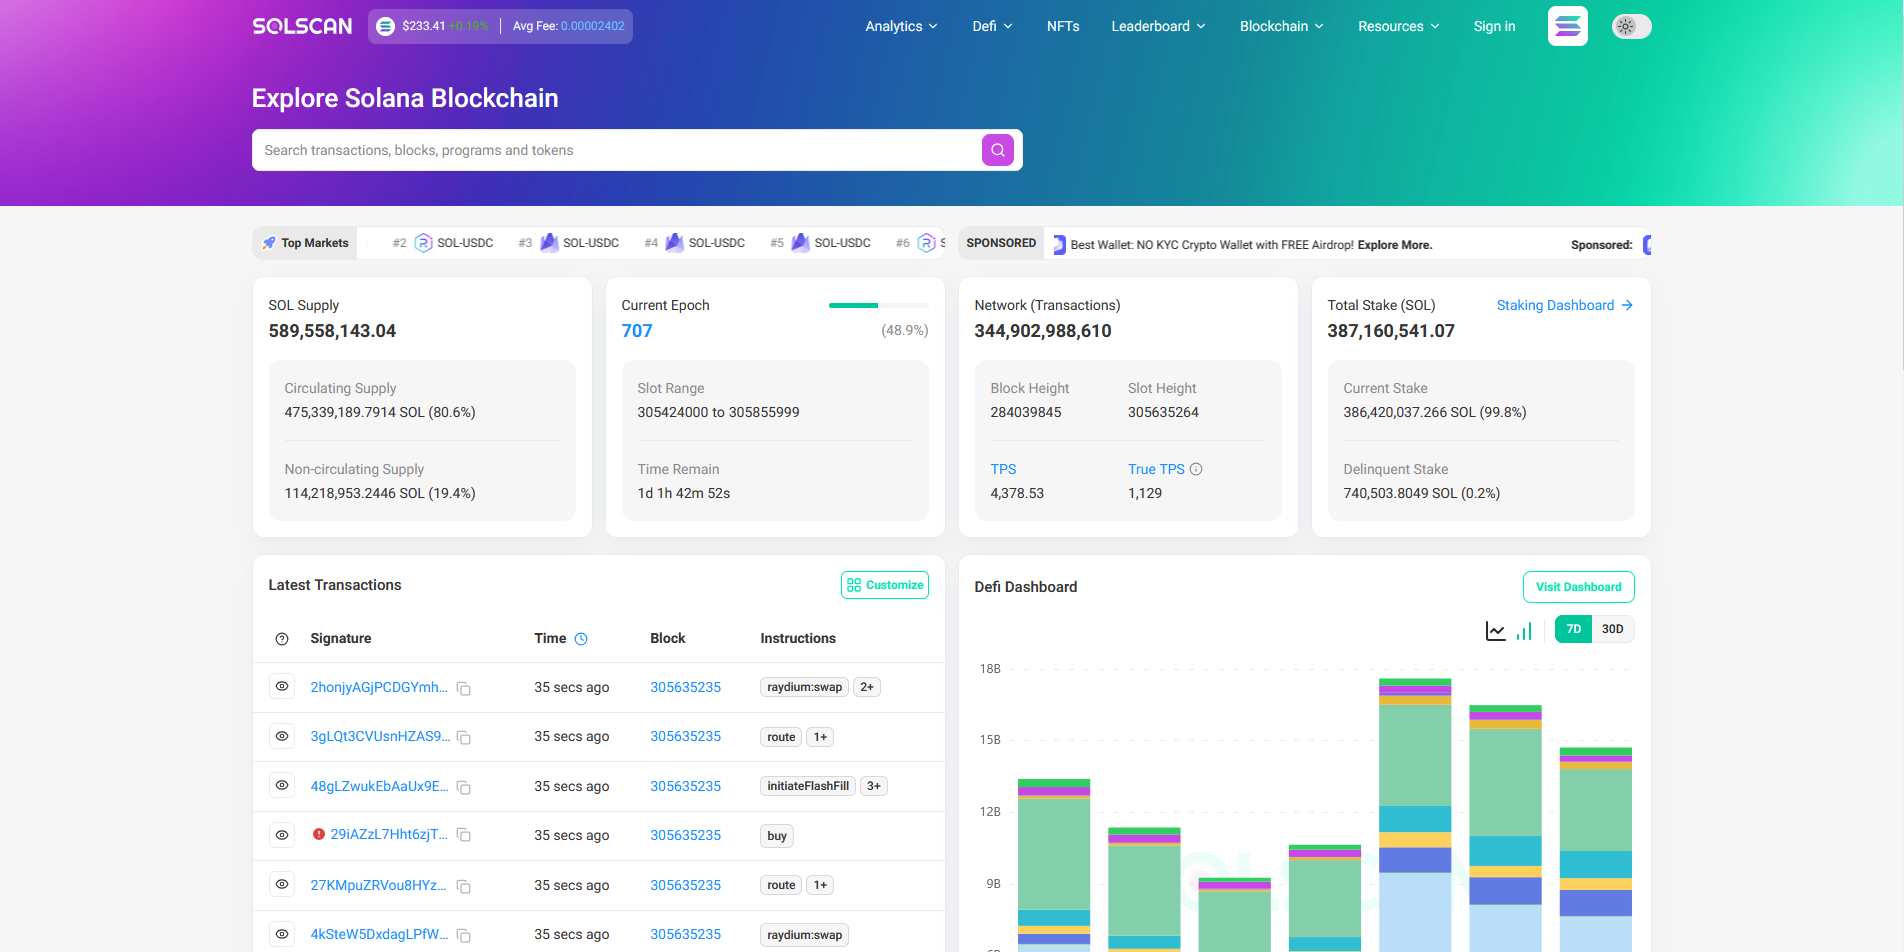 SOLSCAN $233.41 +0.19% Avg Fee: 0.00002402 Analytics Defi NFTs Leaderboard Blockchain Resources Sign in
Explore Solana Blockchain
Search transactions, blocks, programs and tokens
Top Markets #2 SOL-USDC #3 SOL-USDC #4 SOL-USDC #5 SOL-USDC #6 S
SPONSORED Best Wallet: NO KYC Crypto Wallet with FREE Airdrop! Explore More. Sponsored:
SOL Supply
589,558,143.04
Circulating Supply
475,339,189.7914 SOL (80.6%)
Non-circulating Supply
114,218,953.2446 SOL (19.4%)
Current Epoch
707 (48.9%)
Slot Range
305424000 to 305855999
Time Remain
1d 1h 42m 52s
Network (Transactions)
344,902,988,610
Block Height Slot Height
284039845 305635264
TPS True TPS
4,378.53 1,129
Total Stake (SOL) Staking Dashboard
387,160,541.07
Current Stake
386,420,037.266 SOL (99.8%)
Delinquent Stake
740,503.8049 SOL (0.2%)
Latest Transactions Customize
Signature Time Block Instructions
2honjyAGjPCDGYmh... 35 secs ago 305635235 raydium:swap 2+
3gLQt3CVUsnHZAS9... 35 secs ago 305635235 route 1+
48gLZwukEbAaUx9E... 35 secs ago 305635235 initiateFlashFill 3+
29iAZzL7Hht6zjT... 35 secs ago 305635235 buy
27KMpuZRVou8HYz... 35 secs ago 305635235 route 1+
4kSteW5DxdagLPfW... 35 secs ago 305635235 raydium:swap
Defi Dashboard Visit Dashboard
7D 30D
18B
15B
12B
9B